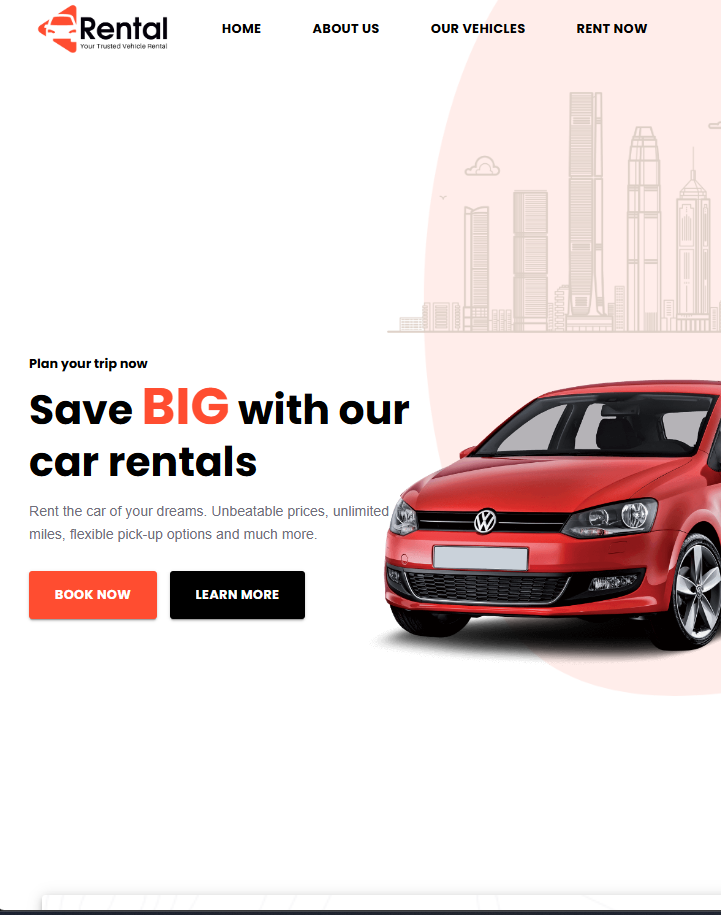 Rental
Your Trusted Vehicle Rental
HOME
ABOUT US
OUR VEHICLES
RENT NOW
Plan your trip now
Save BIG with our
car rentals
Rent the car of your dreams. Unbeatable prices, unlimited
miles, flexible pick-up options and much more.
BOOK NOW
LEARN MORE